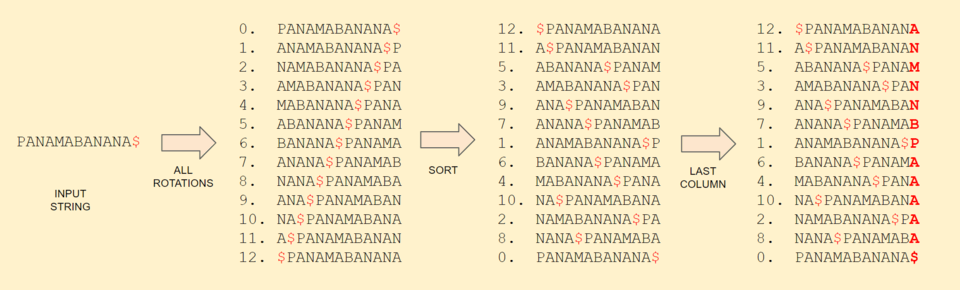 PANAMABANANA$
INPUT
STRING
ALL
ROTATIONS
0. PANAMABANANA$
1. ANAMABANANA$P
2. NAMABANANA$PA
3. AMABANANA$PAN
4. MABANANA$PANA
5. ABANANA$PANAM
6. BANANA$PANAMA
7. ANANA$PANAMAB
8. NANA$PANAMABA
9. ANA$PANAMABAN
10. NA$PANAMABANA
11. A$PANAMABANAN
12. $PANAMABANANA
SORT
12. $PANAMABANANA
11. A$PANAMABANAN
5. ABANANA$PANAM
3. AMABANANA$PAN
9. ANA$PANAMABAN
7. ANANA$PANAMAB
1. ANAMABANANA$P
6. BANANA$PANAMA
4. MABANANA$PANA
10. NA$PANAMABANA
2. NAMABANANA$PA
8. NANA$PANAMABA
0. PANAMABANANA$
LAST
COLUMN
12. $PANAMABANANA
11. A$PANAMABANAN
5. ABANANA$PANAM
3. AMABANANA$PAN
9. ANA$PANAMABAN
7. ANANA$PANAMAB
1. ANAMABANANA$P
6. BANANA$PANAMA
4. MABANANA$PANA
10. NA$PANAMABANA
2. NAMABANANA$PA
8. NANA$PANAMABA
0. PANAMABANANA$